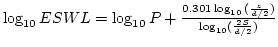 $\log_{10} ESWL = \log_{10} P + \frac{0.301 \log_{10} (\frac{z}{d/2})}{\log_{10} (\frac{2S}{d/2})}$